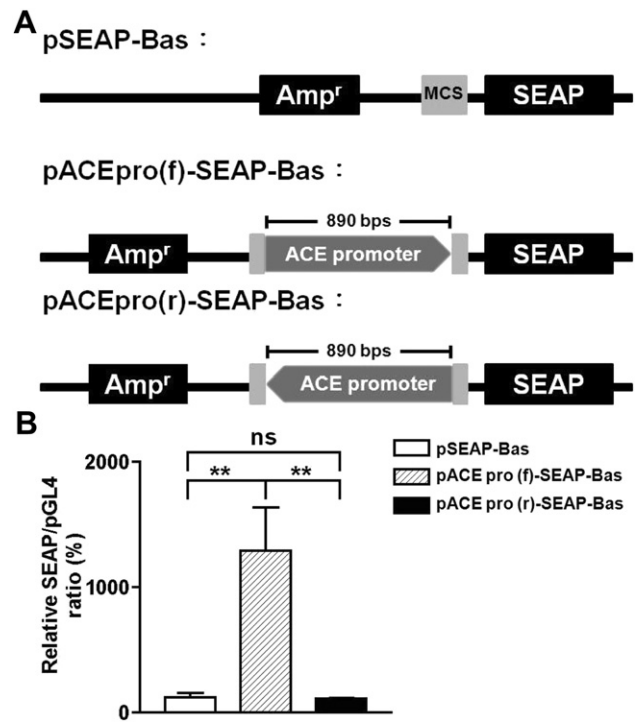 A
pSEAP-Bas :
Ampʳ MCS SEAP
pACEpro(f)-SEAP-Bas :
890 bps
Ampʳ ACE promoter SEAP
pACEpro(r)-SEAP-Bas :
890 bps
Ampʳ ACE promoter SEAP
B
Relative SEAP/pGL4
ratio (%)
2000
1000
0
ns
** **
pSEAP-Bas
pACE pro (f)-SEAP-Bas
pACE pro (r)-SEAP-Bas